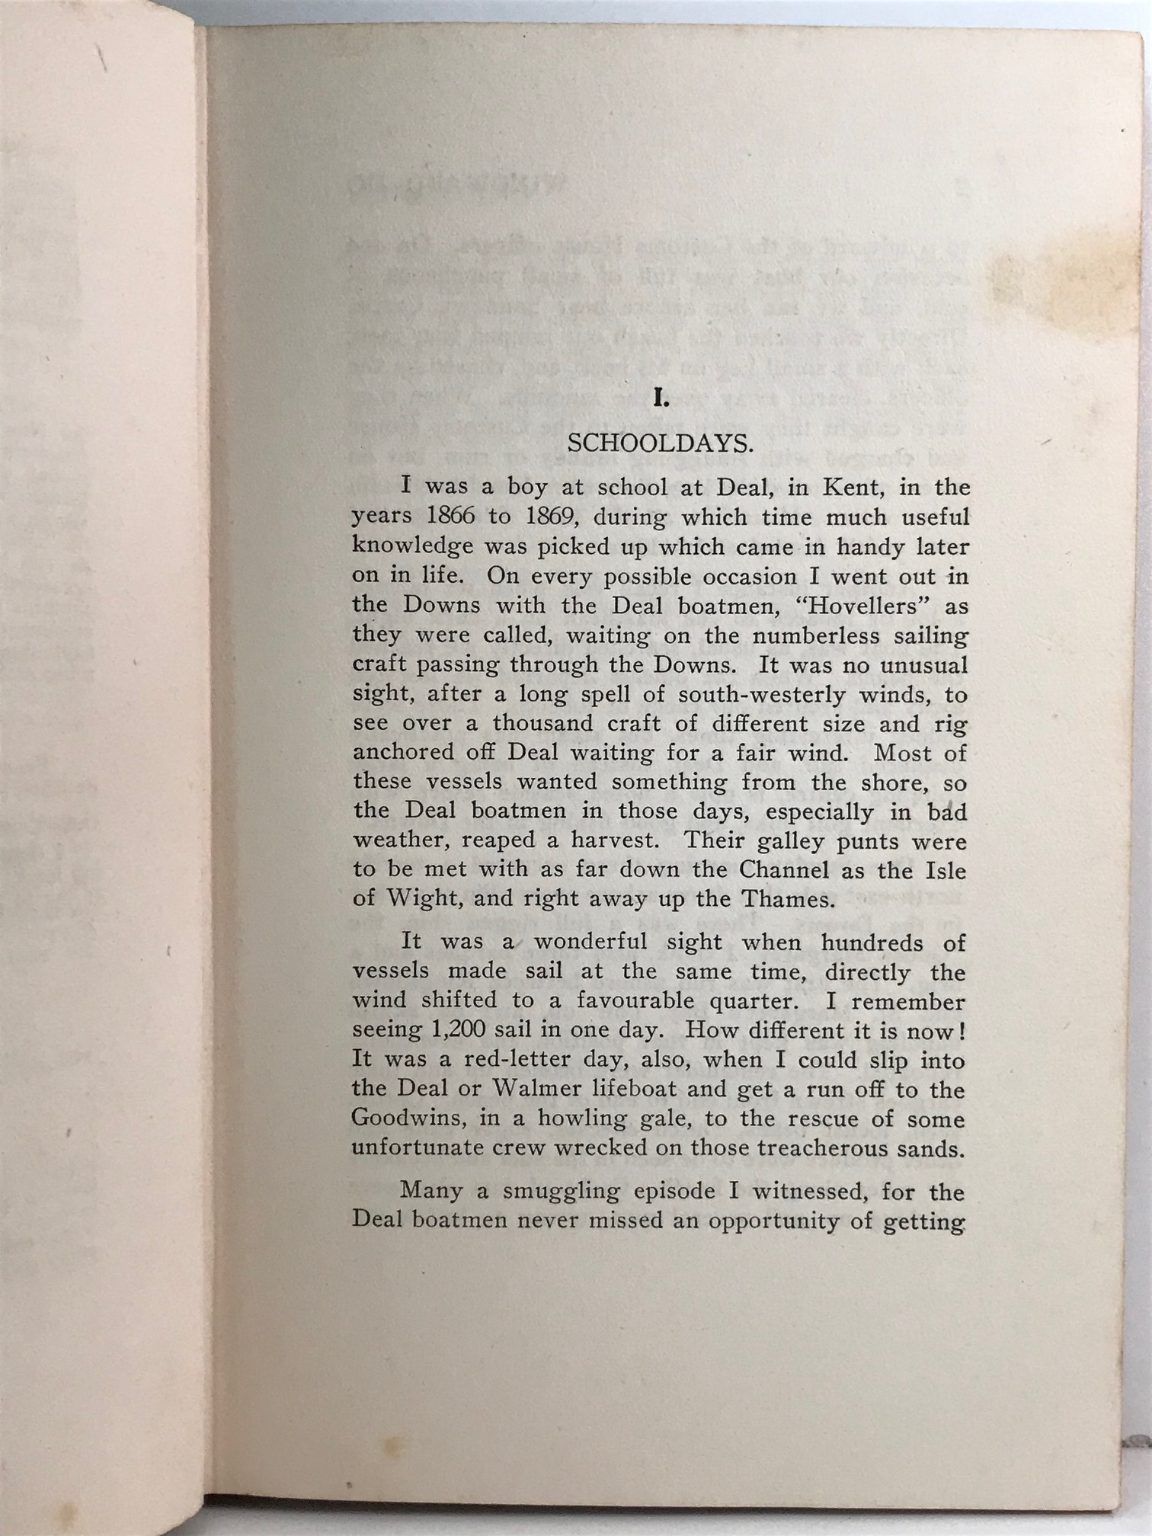 I.
SCHOOLDAYS.
I was a boy at school at Deal, in Kent, in the
years 1866 to 1869, during which time much useful
knowledge was picked up which came in handy later
on in life. On every possible occasion I went out in
the Downs with the Deal boatmen, “Hovellers” as
they were called, waiting on the numberless sailing
craft passing through the Downs. It was no unusual
sight, after a long spell of south-westerly winds, to
see over a thousand craft of different size and rig
anchored off Deal waiting for a fair wind. Most of
these vessels wanted something from the shore, so
the Deal boatmen in those days, especially in bad
weather, reaped a harvest. Their galley punts were
to be met with as far down the Channel as the Isle
of Wight, and right away up the Thames.
It was a wonderful sight when hundreds of
vessels made sail at the same time, directly the
wind shifted to a favourable quarter. I remember
seeing 1,200 sail in one day. How different it is now!
It was a red-letter day, also, when I could slip into
the Deal or Walmer lifeboat and get a run off to the
Goodwins, in a howling gale, to the rescue of some
unfortunate crew wrecked on those treacherous sands.
Many a smuggling episode I witnessed, for the
Deal boatmen never missed an opportunity of getting